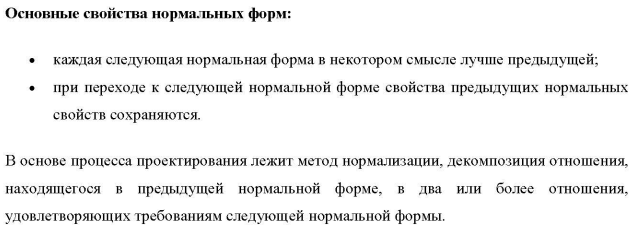 Основные свойства нормальных форм:
• каждая следующая нормальная форма в некотором смысле лучше предыдущей;
• при переходе к следующей нормальной форме свойства предыдущих нормальных
свойств сохраняются.
В основе процесса проектирования лежит метод нормализации, декомпозиция отношения,
находящегося в предыдущей нормальной форме, в два или более отношения,
удовлетворяющих требованиям следующей нормальной формы.